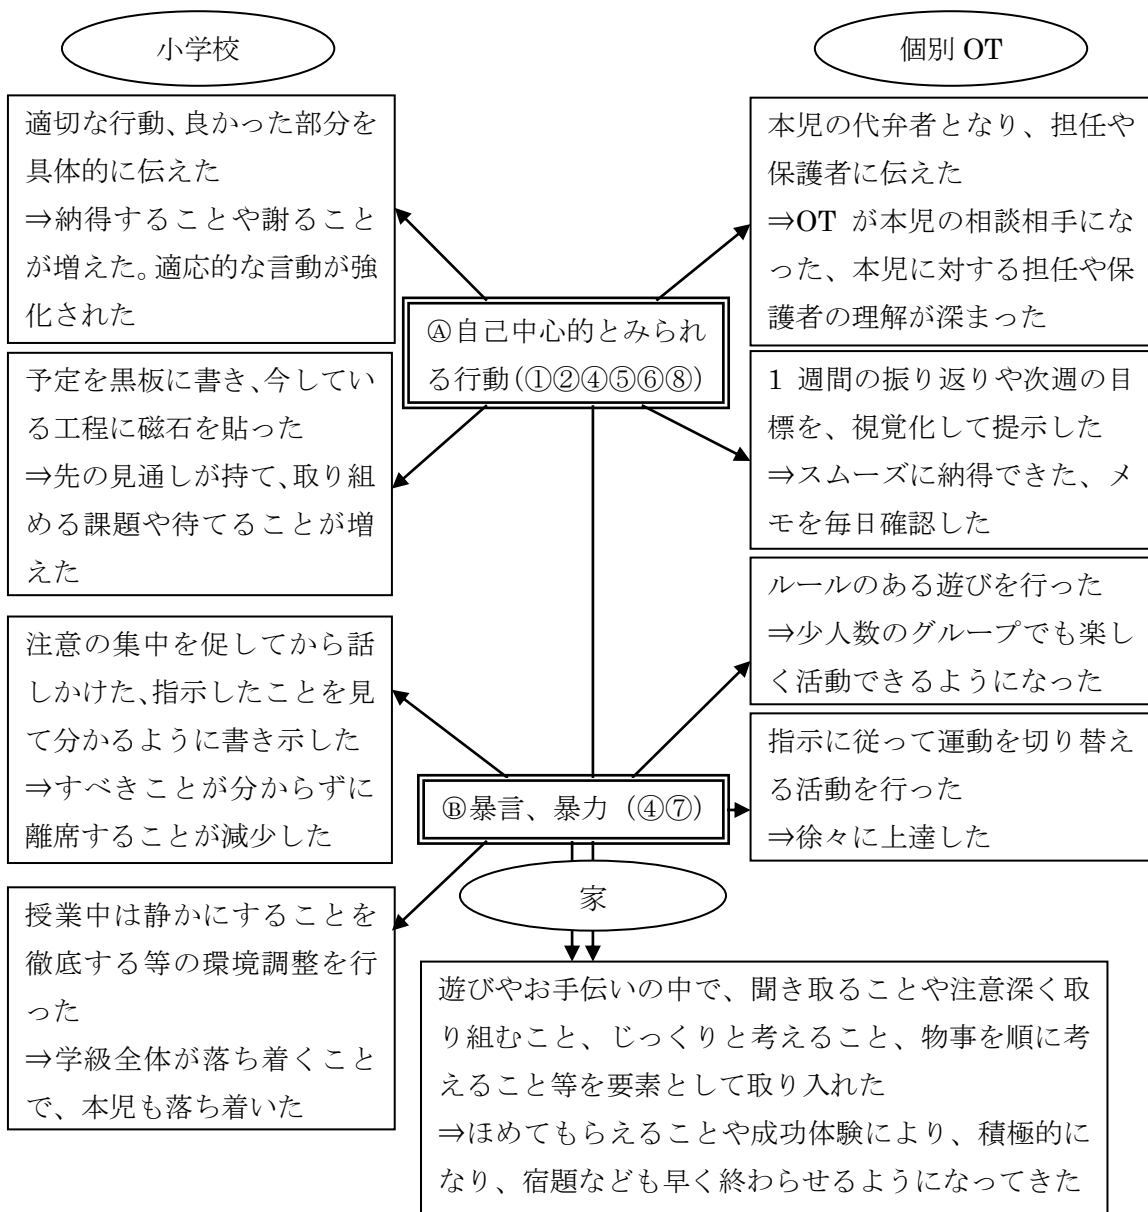 小学校
適切な行動、良かった部分を
具体的に伝えた
⇒納得することや謝ること
が増えた。適応的な言動が強
化された
予定を黒板に書き、今してい
る工程に磁石を貼った
⇒先の見通しが持て、取り組
める課題や待てることが増
えた
注意の集中を促してから話
しかけた、指示したことを見
て分かるように書き示した
⇒すべきことが分からずに
離席することが減少した
授業中は静かにすることを
徹底する等の環境調整を行
った
⇒学級全体が落ち着くこと
で、本児も落ち着いた
Ⓐ自己中心的とみられ
る行動(①②④⑤⑥⑧)
Ⓑ暴言、暴力（④⑦）
個別 OT
本児の代弁者となり、担任や
保護者に伝えた
⇒OT が本児の相談相手にな
った、本児に対する担任や保
護者の理解が深まった
1 週間の振り返りや次週の目
標を、視覚化して提示した
⇒スムーズに納得できた、メ
モを毎日確認した
ルールのある遊びを行った
⇒少人数のグループでも楽し
く活動できるようになった
指示に従って運動を切り替え
る活動を行った
⇒徐々に上達した
家
遊びやお手伝いの中で、聞き取ることや注意深く取
り組むこと、じっくりと考えること、物事を順に考
えること等を要素として取り入れた
⇒ほめてもらえることや成功体験により、積極的に
なり、宿題なども早く終わらせるようになってきた